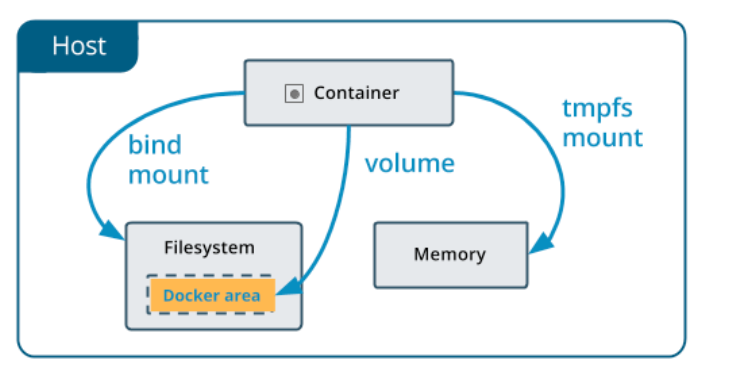 Host
Container
tmpfs
mount
bind
mount
volume
Filesystem
Memory
Docker area